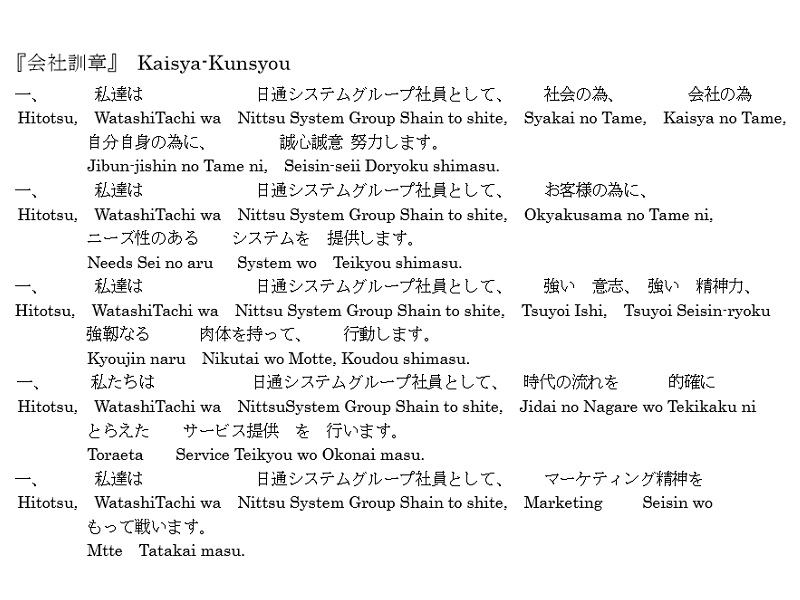 『会社訓章』 Kaisya-Kunsyou
一、 私達は 日通システムグループ社員として、 社会の為、 会社の為
Hitotsu, WatashiTachi wa Nittsu System Group Shain to shite, Syakai no Tame, Kaisya no Tame,
自分自身の為に、 誠心誠意 努力します。
Jibun-jishin no Tame ni, Seisin-seii Doryoku shimasu.
一、 私達は 日通システムグループ社員として、 お客様の為に、
Hitotsu, WatashiTachi wa Nittsu System Group Shain to shite, Okyakusama no Tame ni,
ニーズ性のある システムを 提供します。
Needs Sei no aru System wo Teikyou shimasu.
一、 私達は 日通システムグループ社員として、 強い 意志、 強い 精神力、
Hitotsu, WatashiTachi wa Nittsu System Group Shain to shite, Tsuyoi Ishi, Tsuyoi Seisin-ryoku
強靱なる 肉体を持って、 行動します。
Kyoujin naru Nikutai wo Motte, Koudou shimasu.
一、 私たちは 日通システムグループ社員として、 時代の流れを 的確に
Hitotsu, WatashiTachi wa NittsuSystem Group Shain to shite, Jidai no Nagare wo Tekikaku ni
とらえた サービス提供 を 行います。
Toraeta Service Teikyou wo Okonai masu.
一、 私達は 日通システムグループ社員として、 マーケティング精神を
Hitotsu, WatashiTachi wa Nittsu System Group Shain to shite, Marketing Seisin wo
もって戦います。
Mtte Tatakai masu.